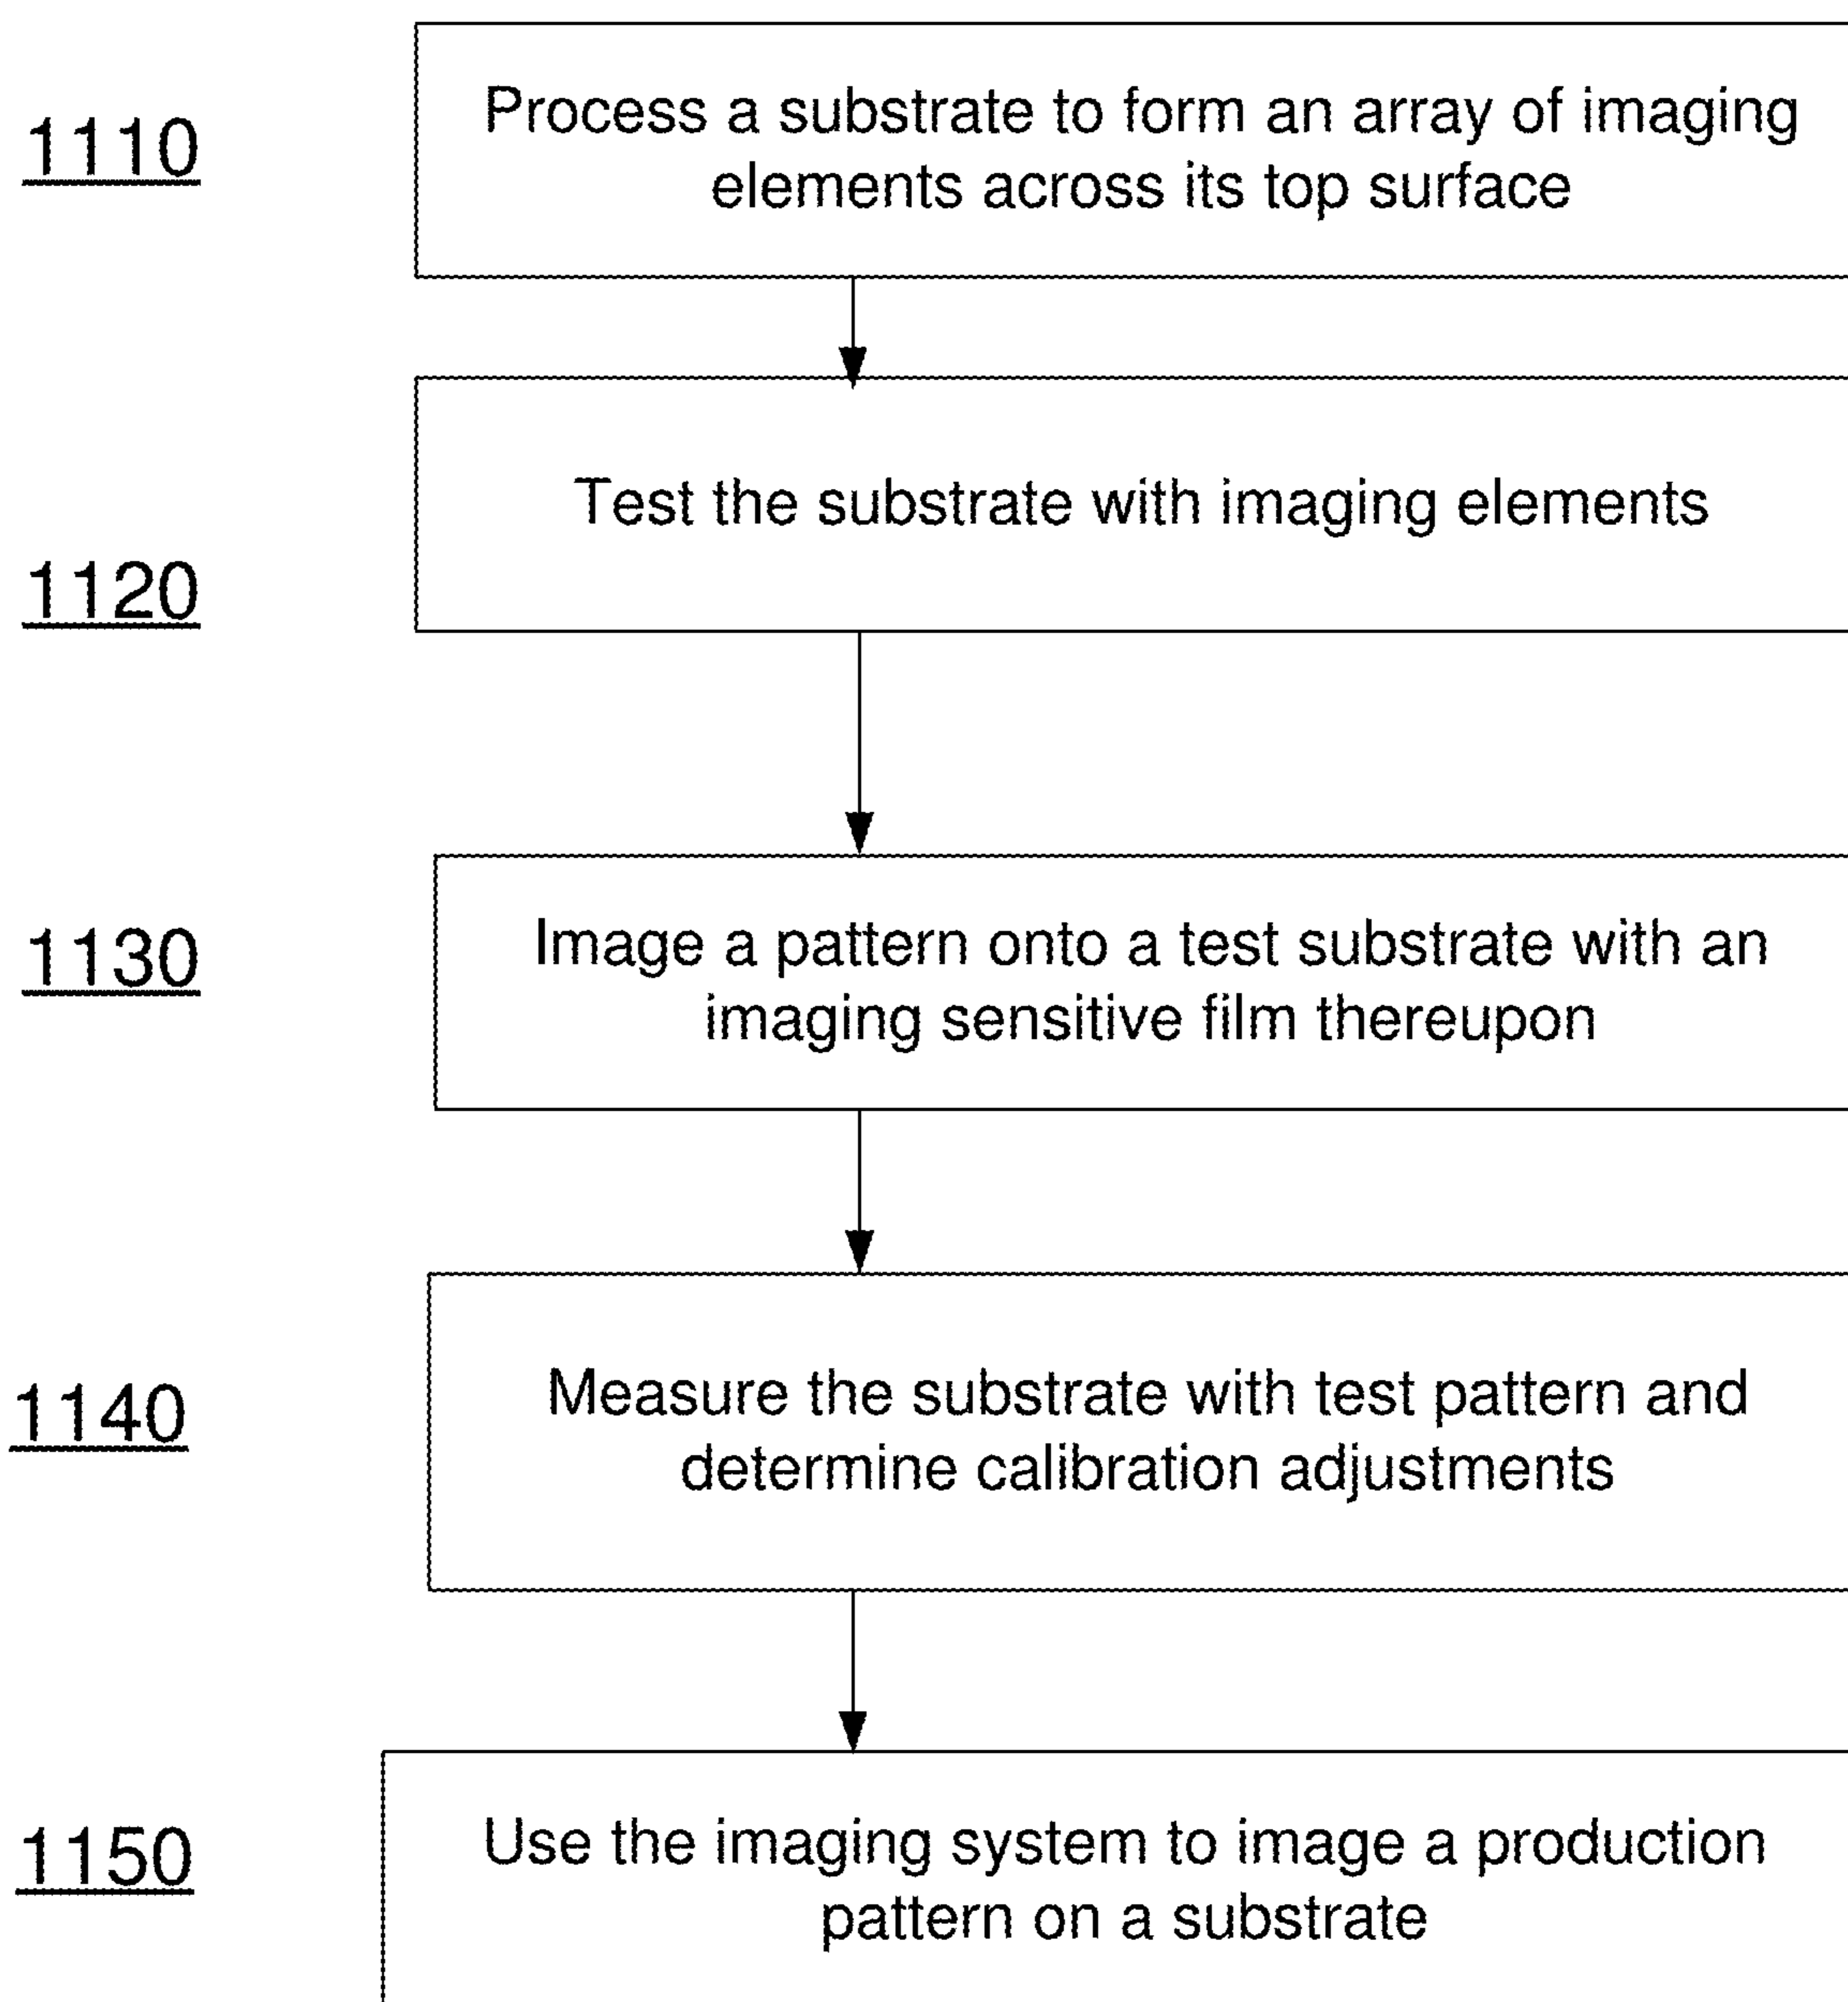 1110
Process a substrate to form an array of imaging
elements across its top surface
1120
Test the substrate with imaging elements
1130
Image a pattern onto a test substrate with an
imaging sensitive film thereupon
1140
Measure the substrate with test pattern and
determine calibration adjustments
1150
Use the imaging system to image a production
pattern on a substrate